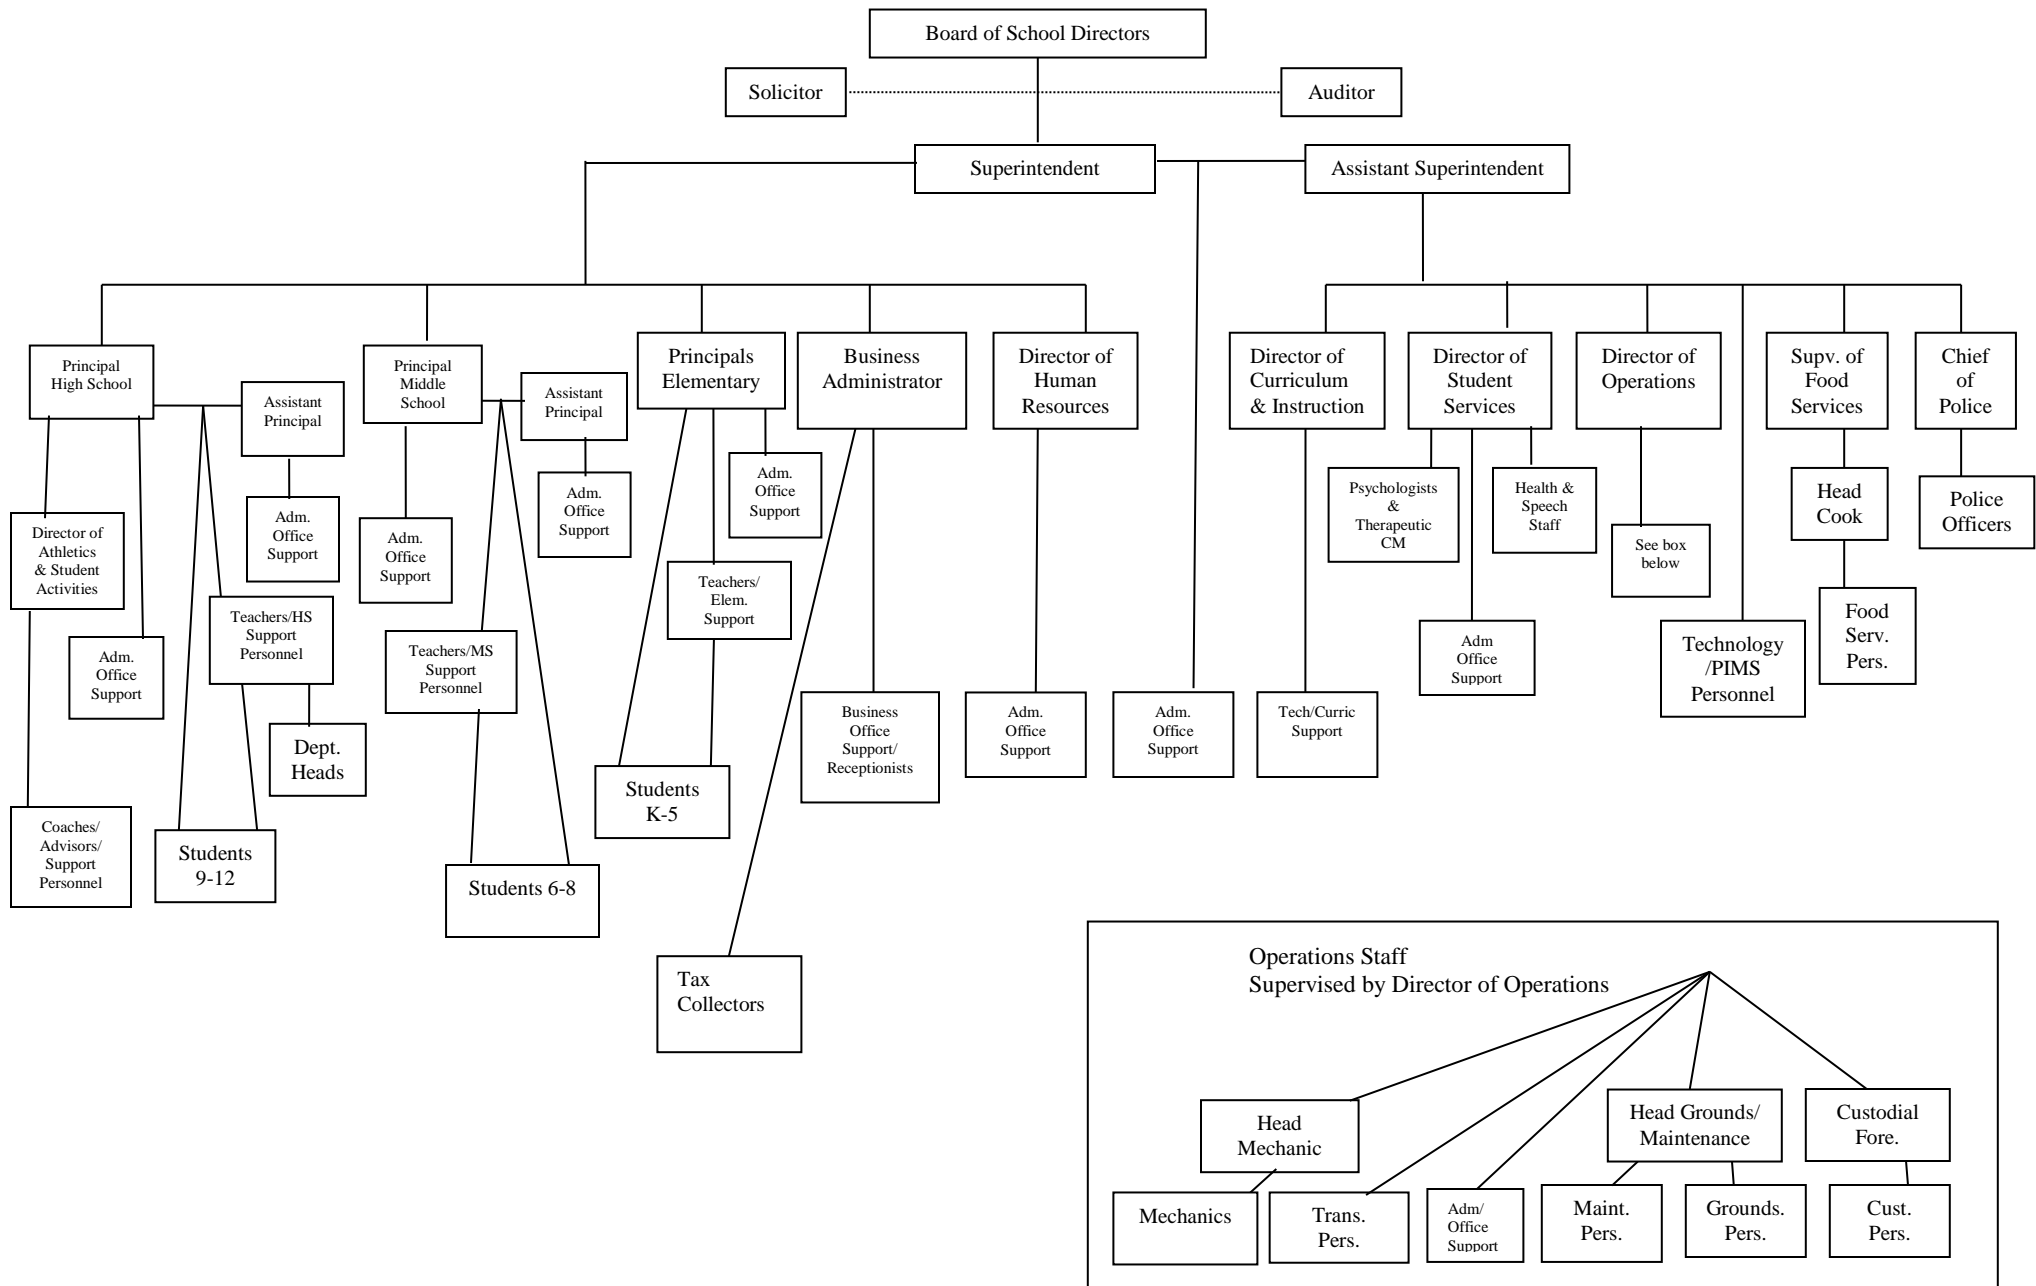 Board of School Directors
Solicitor
Auditor
Superintendent
Assistant Superintendent
Principal
High School
Assistant
Principal
Principal
Middle
School
Assistant
Principal
Principals
Elementary
Business
Administrator
Director of
Human
Resources
Director of
Curriculum
& Instruction
Director of
Student
Services
Director of
Operations
Supv. of
Food
Services
Chief
of
Police
Director of
Athletics
& Student
Activities
Adm.
Office
Support
Adm.
Office
Support
Teachers/HS
Support
Personnel
Dept.
Heads
Coaches/
Advisors/
Support
Personnel
Students
9-12
Adm.
Office
Support
Adm.
Office
Support
Teachers/MS
Support
Personnel
Students 6-8
Adm.
Office
Support
Teachers/
Elem.
Support
Students
K-5
Tax
Collectors
Business
Office
Support/
Receptionists
Adm.
Office
Support
Adm.
Office
Support
Tech/Curric
Support
Psychologists
&
Therapeutic
CM
Health &
Speech
Staff
Adm
Office
Support
See box
below
Technology
/PIMS
Personnel
Head
Cook
Food
Serv.
Pers.
Police
Officers
Operations Staff
Supervised by Director of Operations
Head
Mechanic
Head Grounds/
Maintenance
Custodial
Fore.
Mechanics
Trans.
Pers.
Adm/
Office
Support
Maint.
Pers.
Grounds.
Pers.
Cust.
Pers.